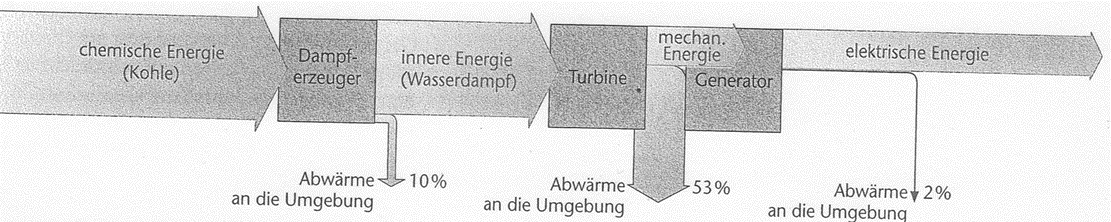 chemische Energie
(Kohle)
Dampf-
erzeuger
innere Energie
(Wasserdampf)
Turbine
mechan.
Energie
Generator
elektrische Energie
Abwärme
an die Umgebung
10%
Abwärme
an die Umgebung
53%
Abwärme
an die Umgebung
2%